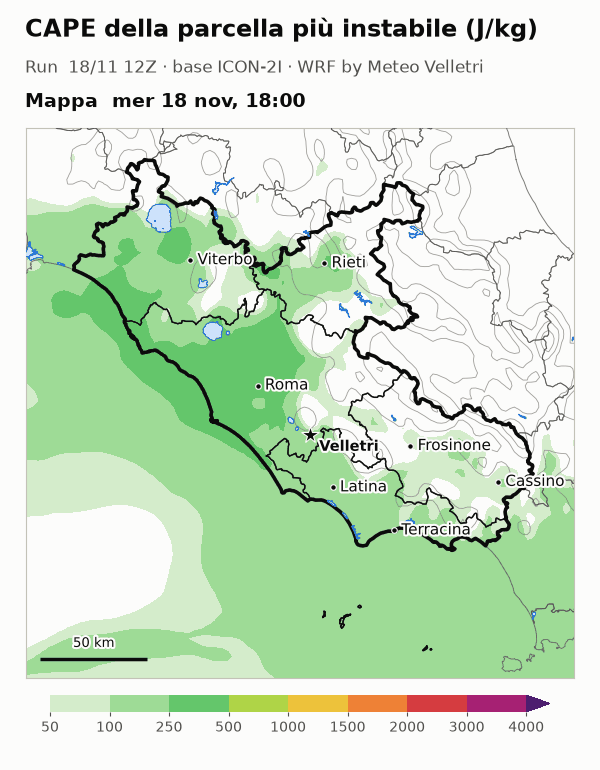 CAPE della parcella più instabile (J/kg)
Run 18/11 12Z · base ICON-2I · WRF by Meteo Velletri
Mappa mer 18 nov, 18:00
Viterbo
Rieti
Roma
Velletri
Frosinone
Latina
Cassino
Terracina
50 km
50 100 250 500 1000 1500 2000 3000 4000